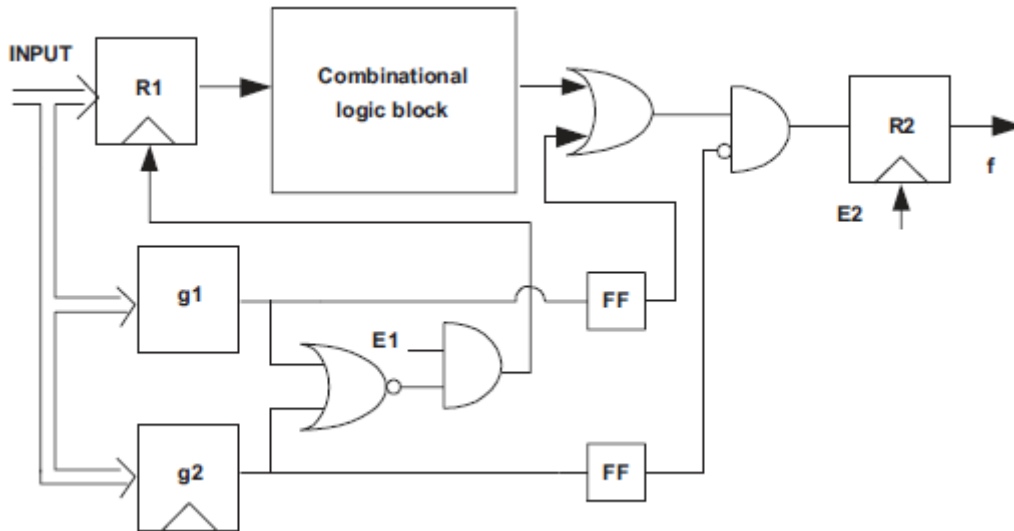 INPUT
R1
Combinational
logic block
R2
f
E2
g1
FF
E1
g2
FF